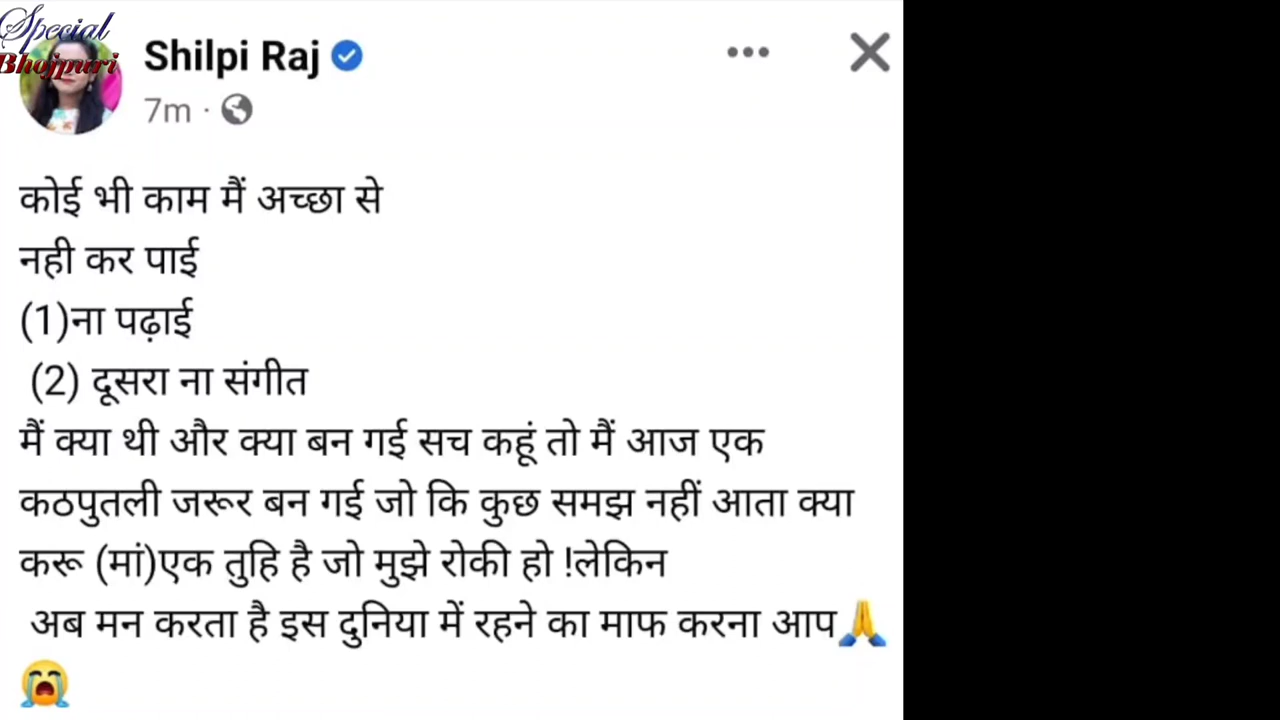 Special
Bhojpuri
Shilpi Raj
7m ·
कोई भी काम मैं अच्छा से
नही कर पाई
(1)ना पढ़ाई
(2) दूसरा ना संगीत
मैं क्या थी और क्या बन गई सच कहूं तो मैं आज एक
कठपुतली जरूर बन गई जो कि कुछ समझ नहीं आता क्या
करू (मां)एक तुहि है जो मुझे रोकी हो !लेकिन
अब मन करता है इस दुनिया में रहने का माफ करना आप🙏
😭